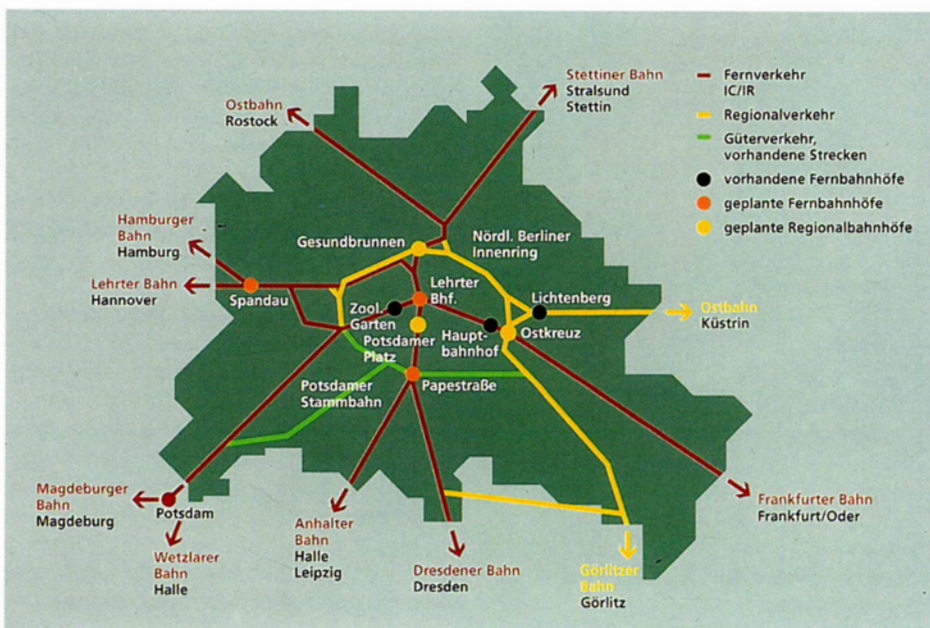 Stettiner Bahn
Stralsund
Stettin
Ostbahn
Rostock
Fernverkehr
IC/IR
Regionalverkehr
Güterverkehr,
vorhandene Strecken
vorhandene Fernbahnhöfe
geplante Fernbahnhöfe
geplante Regionalbahnhöfe
Hamburger
Bahn
Hamburg
Lehrter Bahn
Hannover
Spandau
Gesundbrunnen
Nördl. Berliner
Innenring
Lehrter
Bhf.
Zool.
Garten
Potsdamer
Platz
Haupt-
bahnhof
Lichtenberg
Ostkreuz
Ostbahn
Küstrin
Potsdamer
Stammbahn
Papestraße
Magdeburger
Bahn
Magdeburg
Potsdam
Wetzlarer
Bahn
Halle
Anhalter
Bahn
Halle
Leipzig
Dresdener Bahn
Dresden
Görlitzer
Bahn
Görlitz
Frankfurter Bahn
Frankfurt/Oder